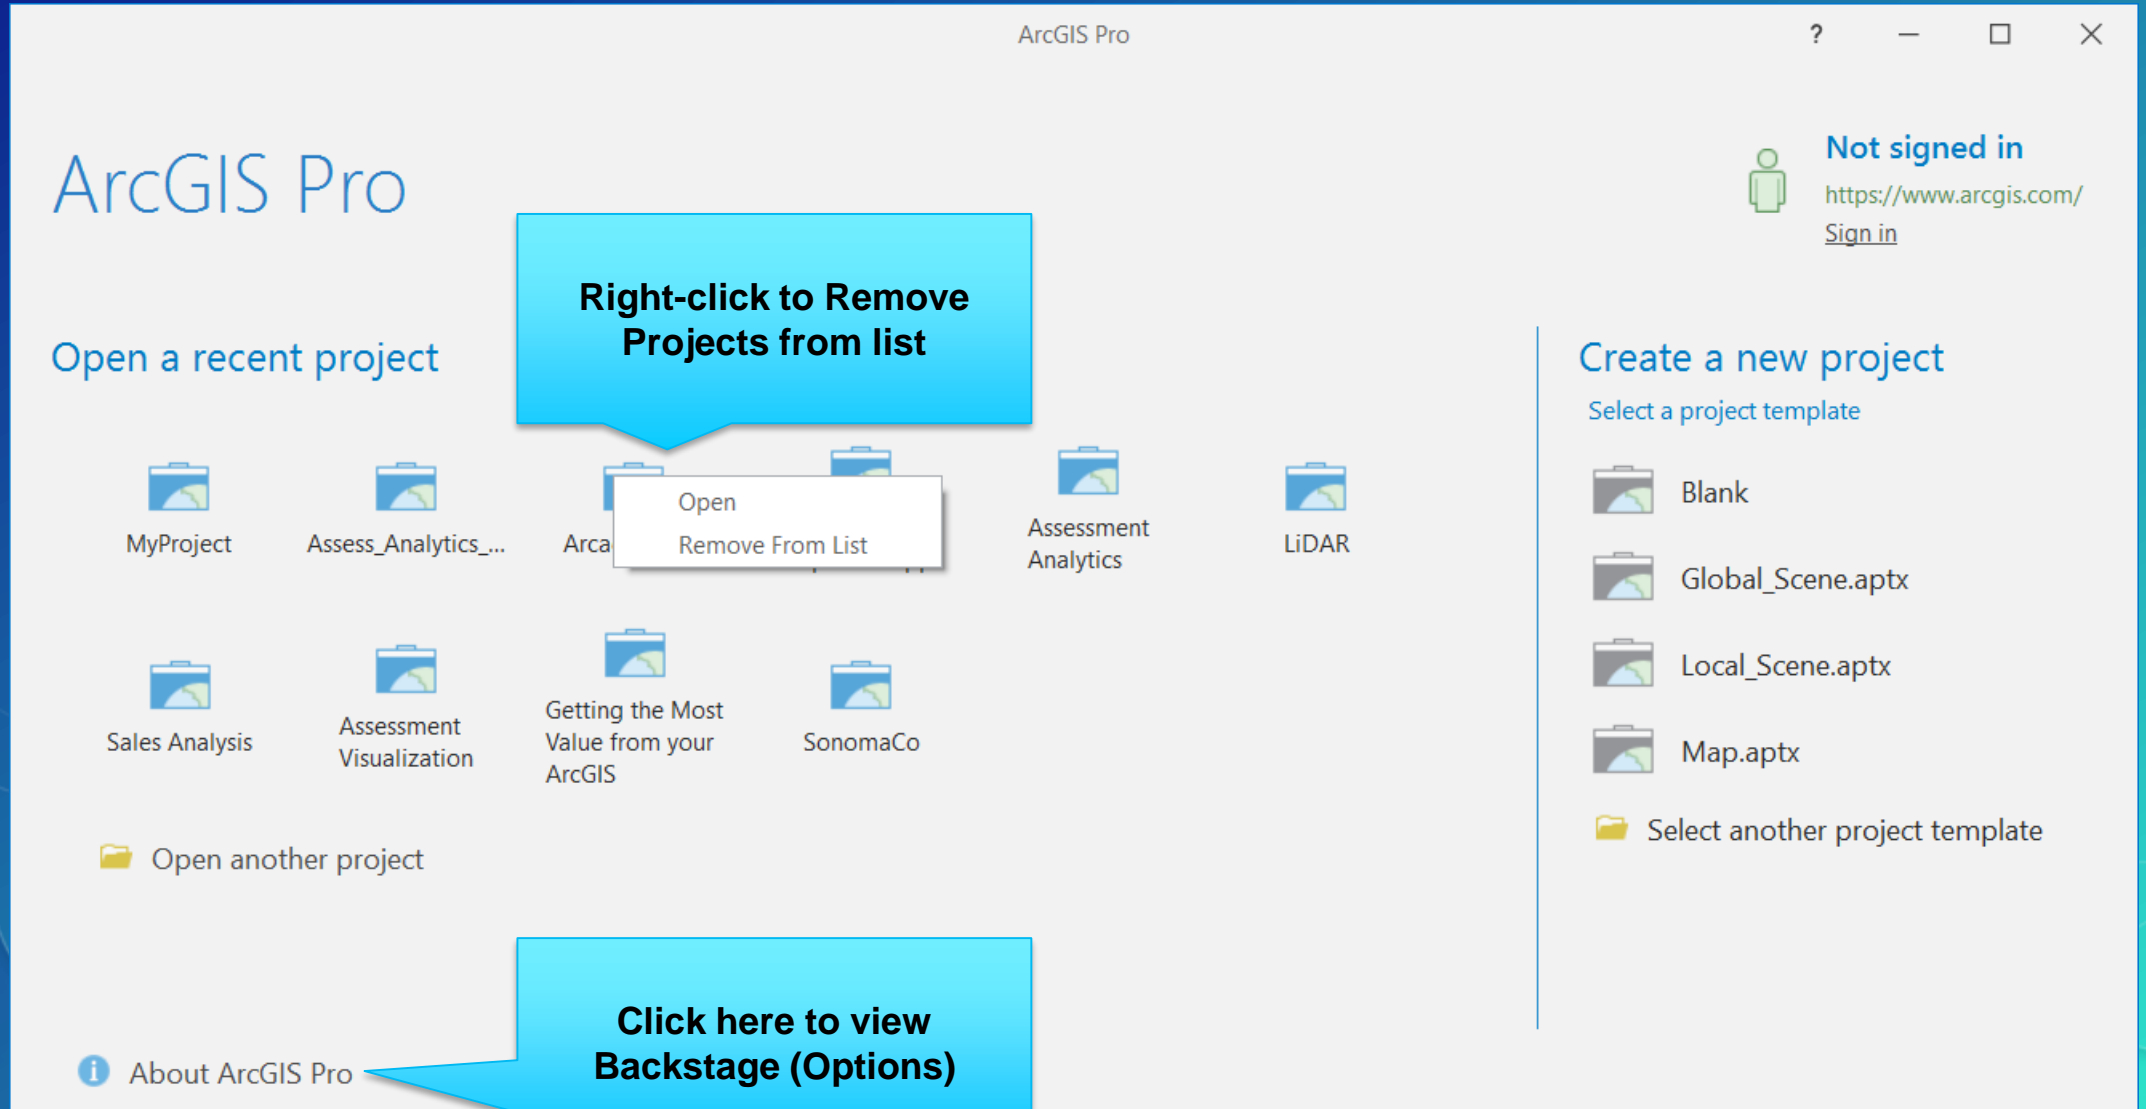 ArcGIS Pro
?
ArcGIS Pro
Not signed in
https://www.arcgis.com/
Sign in
Right-click to Remove
Projects from list
Open a recent project
MyProject
Assess_Analytics_...
Arca
Open
Remove From List
Assessment
Analytics
LiDAR
Sales Analysis
Assessment
Visualization
Getting the Most
Value from your
ArcGIS
SonomaCo
Open another project
Create a new project
Select a project template
Blank
Global_Scene.aptx
Local_Scene.aptx
Map.aptx
Select another project template
Click here to view
Backstage (Options)
About ArcGIS Pro